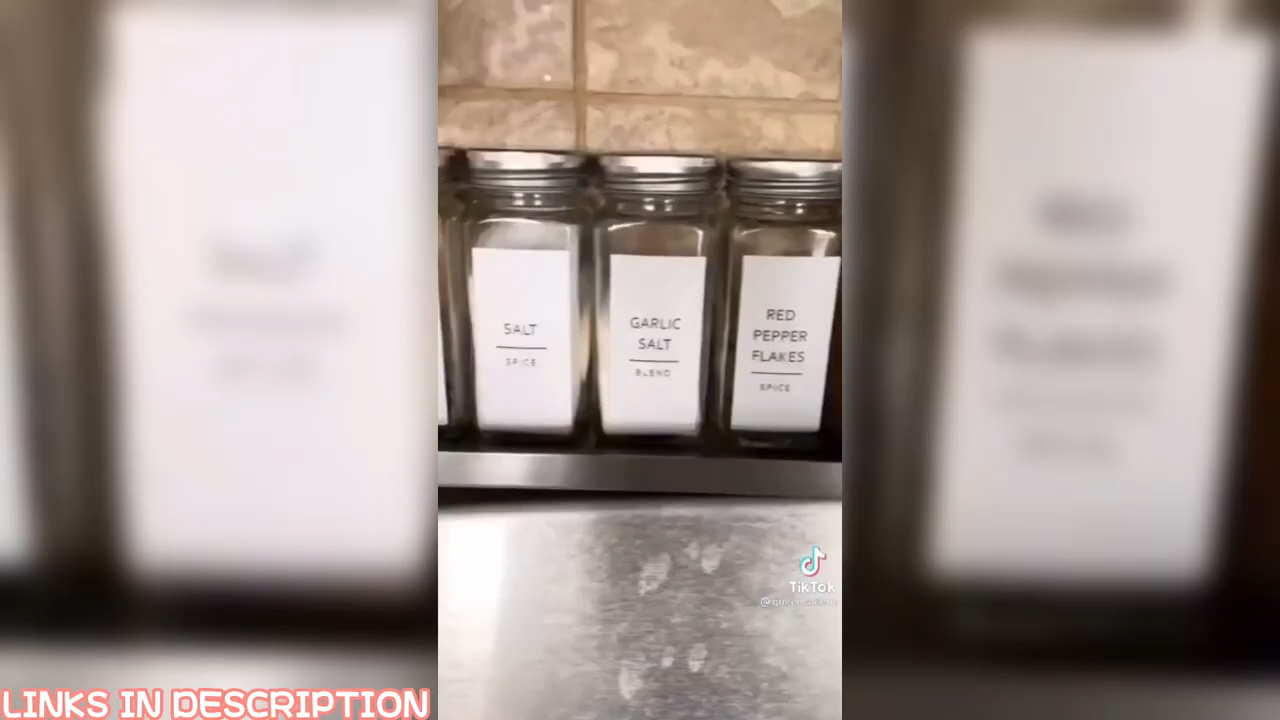 SALT
SPICE
GARLIC
SALT
BLEND
RED
PEPPER
FLAKES
SPICE
TikTok
LINKS IN DESCRIPTION